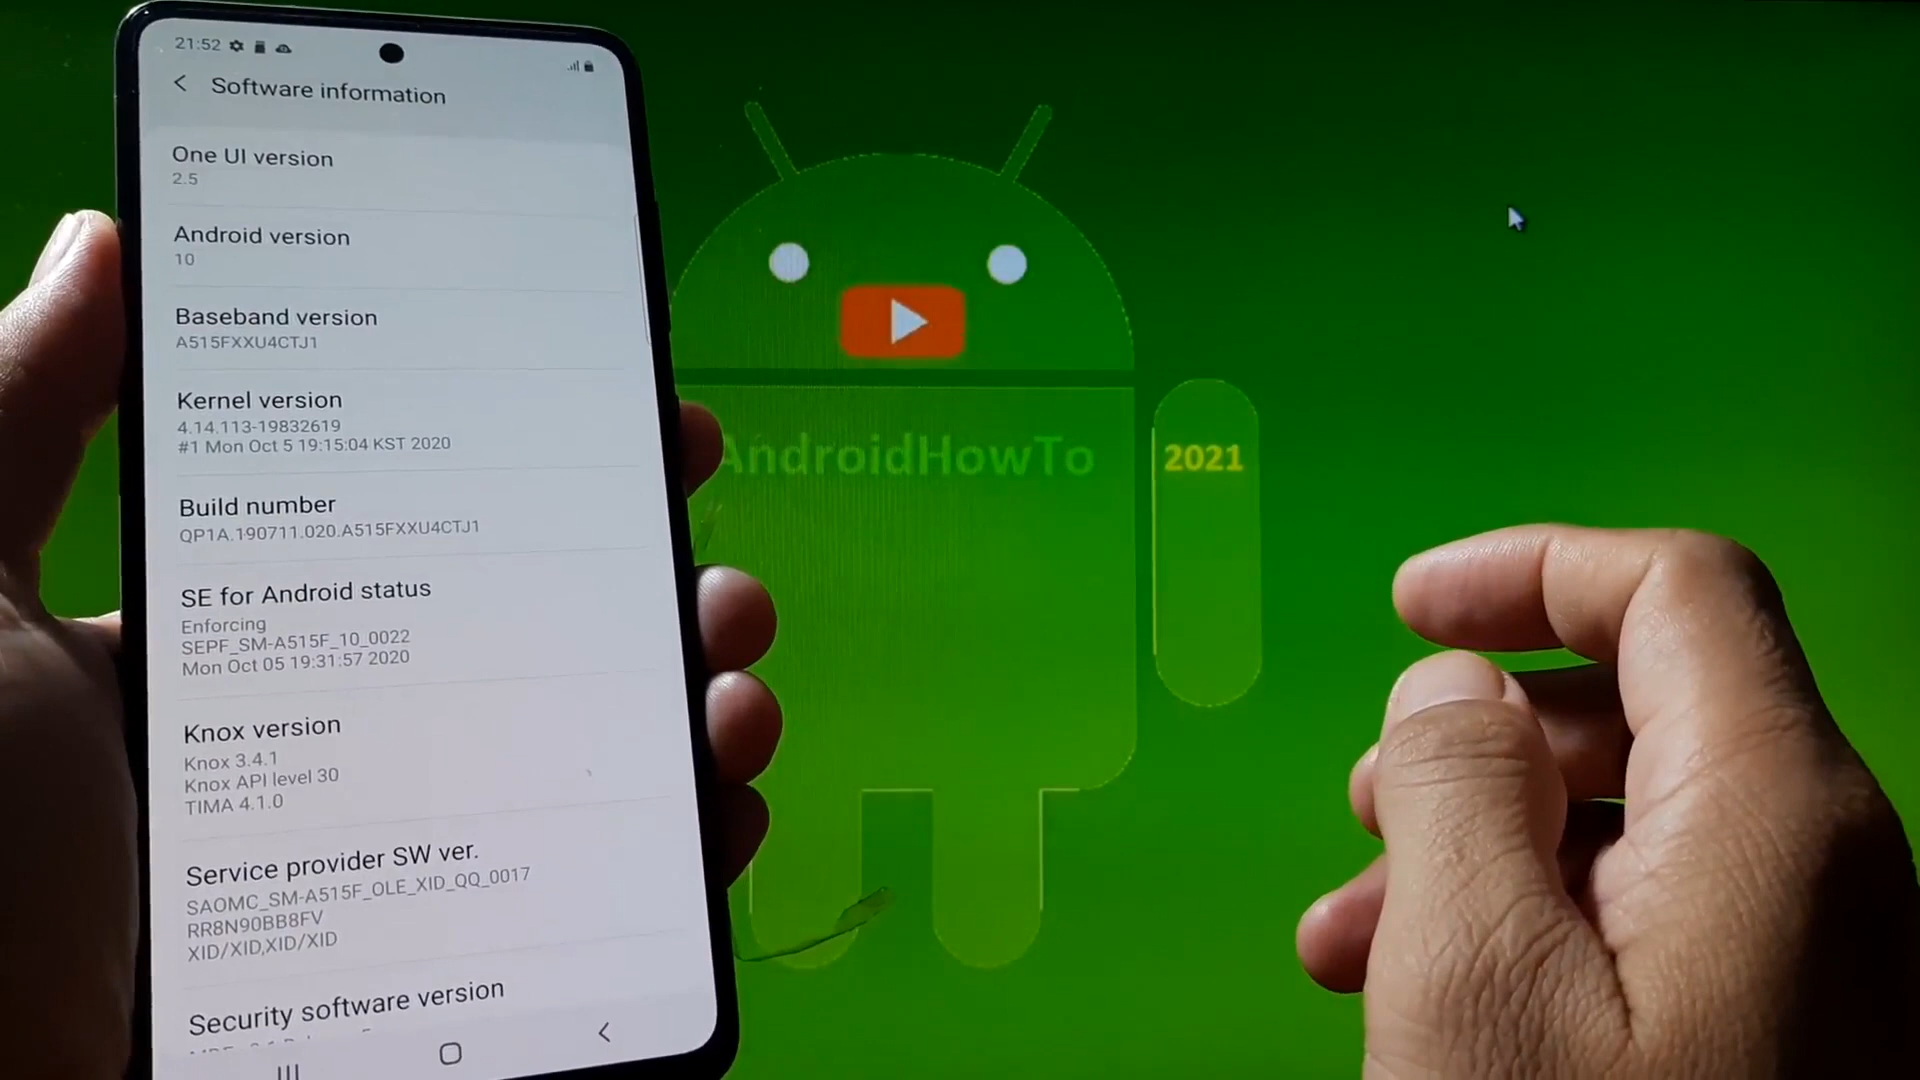 21:52
Software information
One UI version
2.5
Android version
10
Baseband version
A515FXXU4CTJ1
Kernel version
4.14.113-19832619
#1 Mon Oct 5 19:15:04 KST 2020
Build number
QP1A.190711.020.A515FXXU4CTJ1
SE for Android status
Enforcing
SEPF_SM-A515F_10_0022
Mon Oct 05 19:31:57 2020
Knox version
Knox 3.4.1
Knox API level 30
TIMA 4.1.0
Service provider SW ver.
SAOMC_SM-A515F_OLE_XID_QQ_0017
RR8N90BB8FV
XID/XID,XID/XID
Security software version
AndroidHowTo
2021